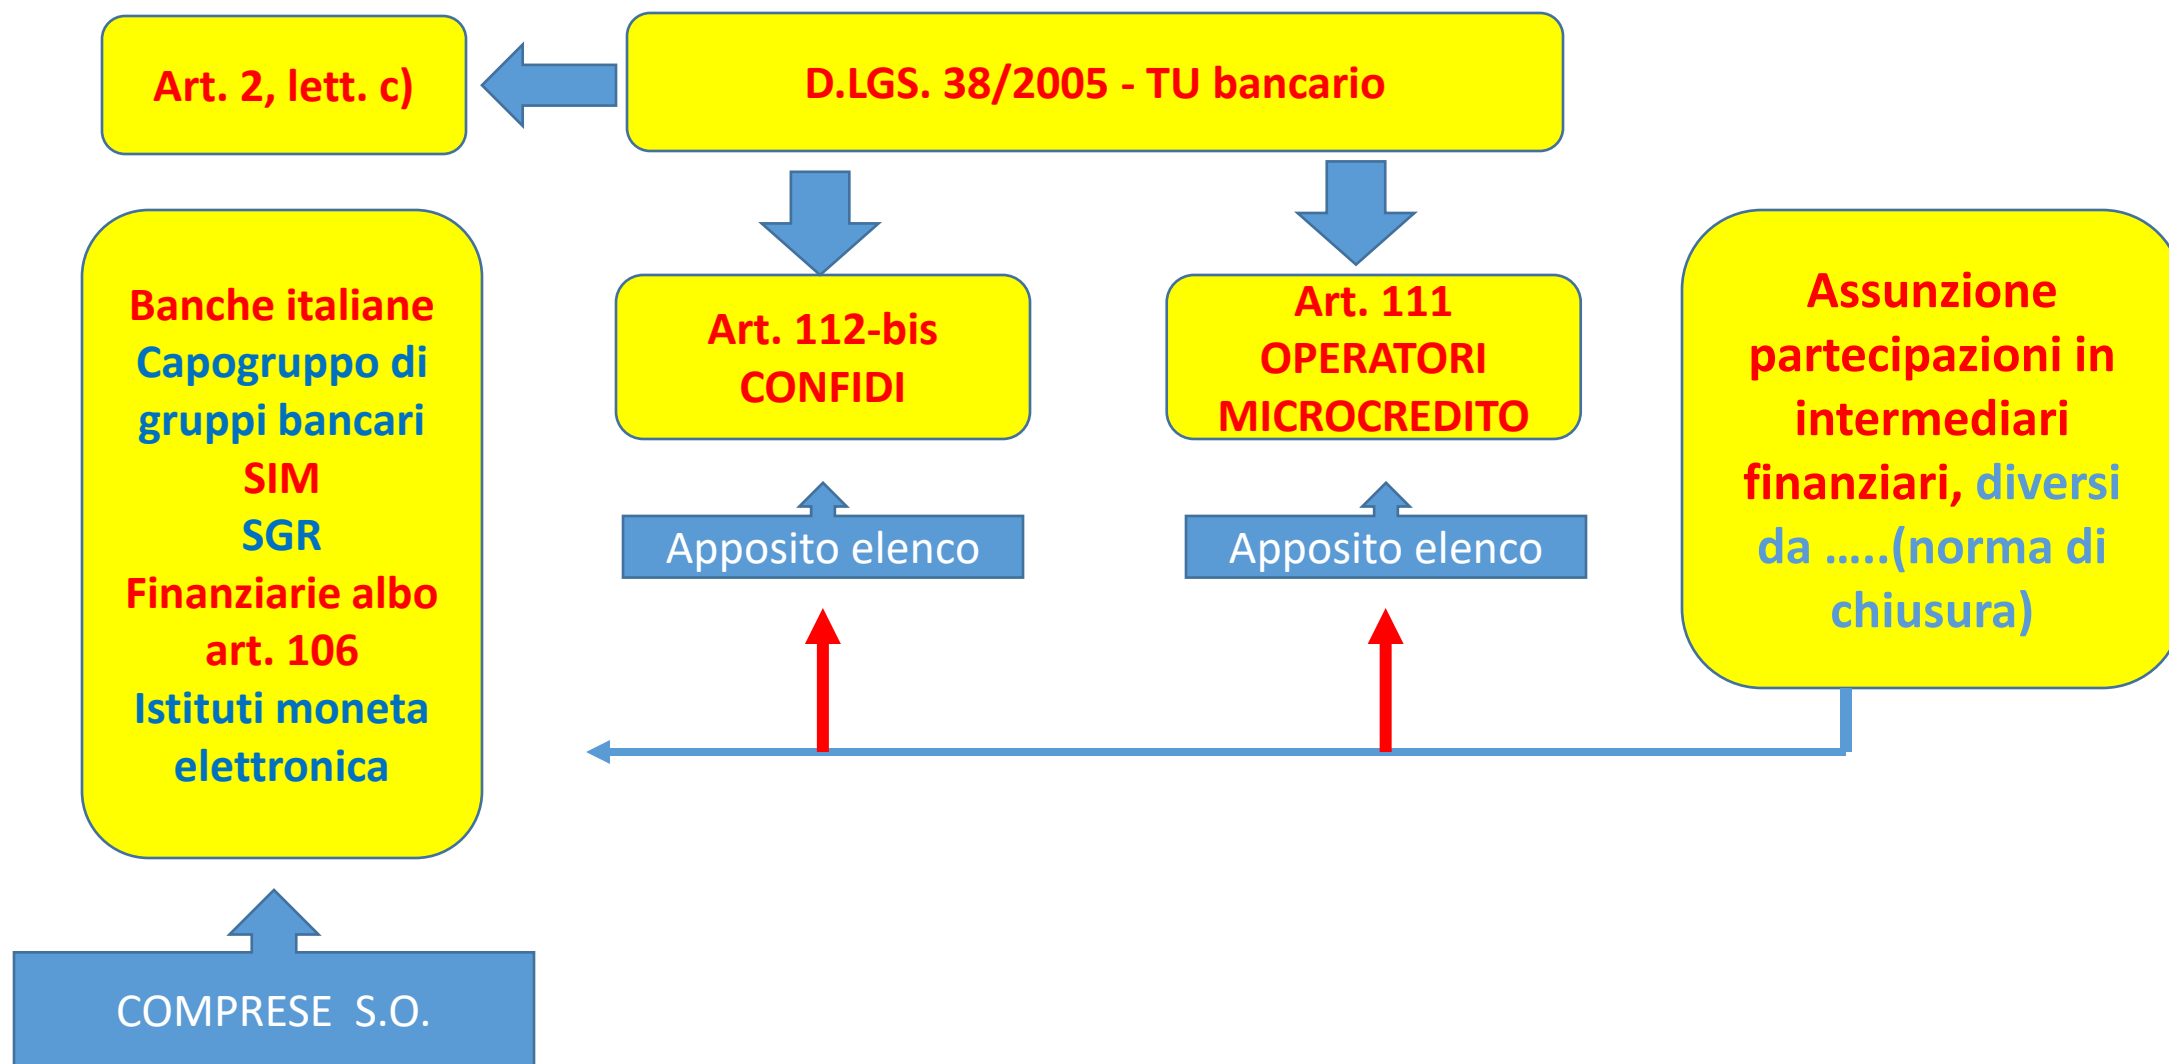 Art. 2, lett. c)
D.LGS. 38/2005 - TU bancario
Banche italiane
Capogruppo di
gruppi bancari
SIM
SGR
Finanziarie albo
art. 106
Istituti moneta
elettronica
Art. 112-bis
CONFIDI
Art. 111
OPERATORI
MICROCREDITO
Assunzione
partecipazioni in
intermediari
finanziari, diversi
da .....(norma di
chiusura)
Apposito elenco
Apposito elenco
COMPRESE  S.O.